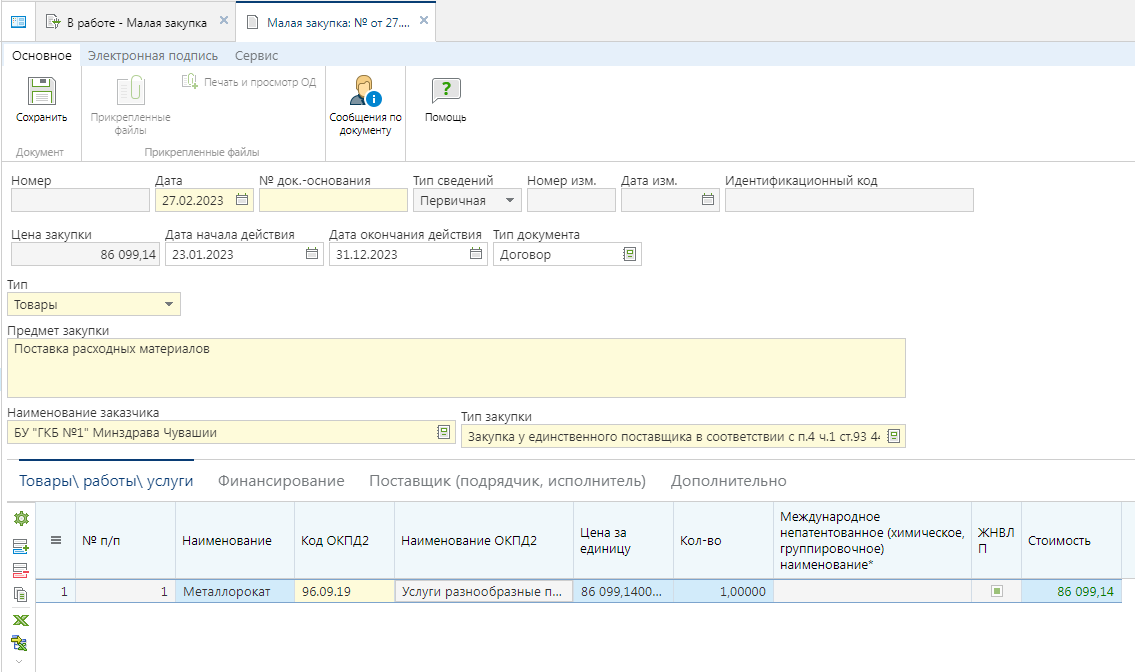 В работе - Малая закупка
Малая закупка: № от 27....
Основное Электронная подпись Сервис
Сохранить
Прикрепленные файлы
Печать и просмотр ОД
Сообщения по документу
Помощь
Документ Прикрепленные файлы
Номер Дата № док.-основания Тип сведений Номер изм. Дата изм. Идентификационный код
27.02.2023 Первичная
Цена закупки Дата начала действия Дата окончания действия Тип документа
86 099,14 23.01.2023 31.12.2023 Договор
Тип
Товары
Предмет закупки
Поставка расходных материалов
Наименование заказчика Тип закупки
БУ "ГКБ №1" Минздрава Чувашии Закупка у единственного поставщика в соответствии с п.4 ч.1 ст.93 44
Товары\ работы\ услуги Финансирование Поставщик (подрядчик, исполнитель) Дополнительно
№ п/п Наименование Код ОКПД2 Наименование ОКПД2 Цена за единицу Кол-во Международное непатентованное (химическое, группировочное) наименование* ЖНВЛП Стоимость
1 1 Металлорокат 96.09.19 Услуги разнообразные п... 86 099,1400... 1,00000 86 099,14